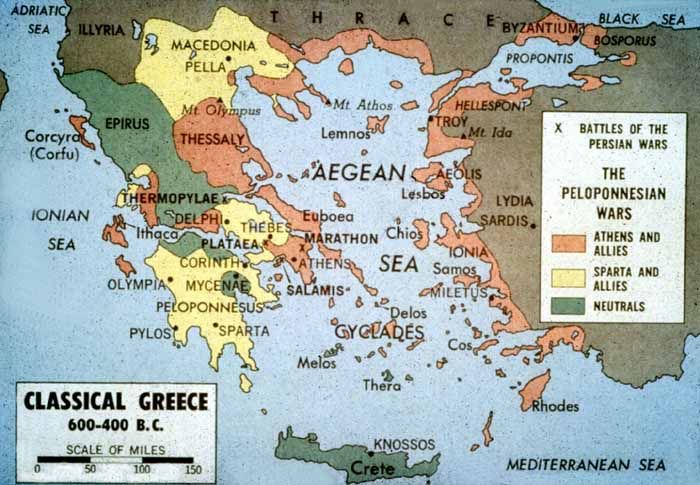 ADRIATIC
SEA
ILLYRIA
THRACE
BLACK SEA
BYZANTIUM
BOSPORUS
MACEDONIA
PELLA
PROPONTIS
Mt. Olympus
Mt. Athos
HELLESPONT
EPIRUS
THESSALY
Corcyra
(Corfu)
Lemnos
TROY
Mt. Ida
AEGEAN
AEOLIS
Lesbos
LYDIA
SARDIS
THERMOPYLAE x
DELPHI
THEBES
Euboea
IONIAN
SEA
Ithaca
PLATAEA x
MARATHON
x
Chios
IONIA
SEA
CORINTH
ATHENS
Samos
OLYMPIA
MYCENAE
SALAMIS
MILETUS
PELOPONNESUS
Delos
PYLOS
SPARTA
CYCLADES
Cos
Melos
Thera
Rhodes
KNOSSOS
Crete
MEDITERRANEAN SEA
X BATTLES OF THE
PERSIAN WARS
THE
PELOPONNESIAN
WARS
ATHENS AND
ALLIES
SPARTA AND
ALLIES
NEUTRALS
CLASSICAL GREECE
600-400 B.C.
SCALE OF MILES
0 50 100 150